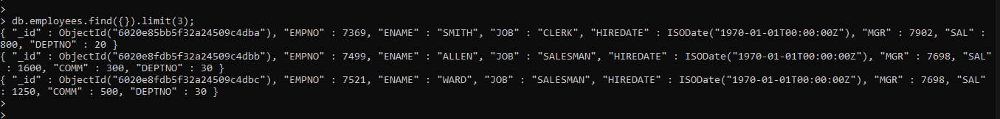 >
> db.employees.find({}).limit(3);
{ "_id" : ObjectId("6020e85bb5f32a24509c4dba"), "EMPNO" : 7369, "ENAME" : "SMITH", "JOB" : "CLERK", "HIREDATE" : ISODate("1970-01-01T00:00:00Z"), "MGR" : 7902, "SAL" :
800, "DEPTNO" : 20 }
{ "_id" : ObjectId("6020e8fdb5f32a24509c4dbb"), "EMPNO" : 7499, "ENAME" : "ALLEN", "JOB" : "SALESMAN", "HIREDATE" : ISODate("1970-01-01T00:00:00Z"), "MGR" : 7698, "SAL"
: 1600, "COMM" : 300, "DEPTNO" : 30 }
{ "_id" : ObjectId("6020e8fdb5f32a24509c4dbc"), "EMPNO" : 7521, "ENAME" : "WARD", "JOB" : "SALESMAN", "HIREDATE" : ISODate("1970-01-01T00:00:00Z"), "MGR" : 7698, "SAL"
: 1250, "COMM" : 500, "DEPTNO" : 30 }
>
>